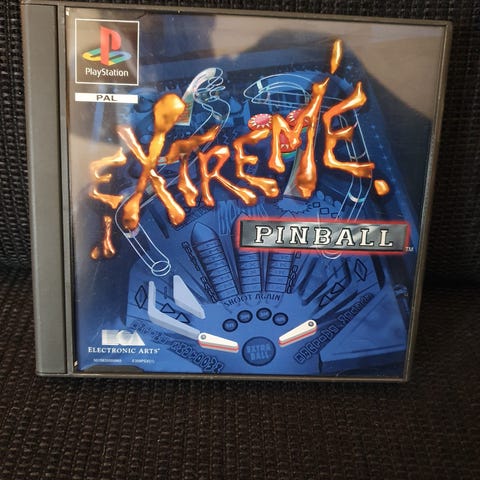 PlayStation
PAL
EXTREME
PINBALL
TM
SHOOT AGAIN
EXTRA
BALL
ELECTRONIC ARTS